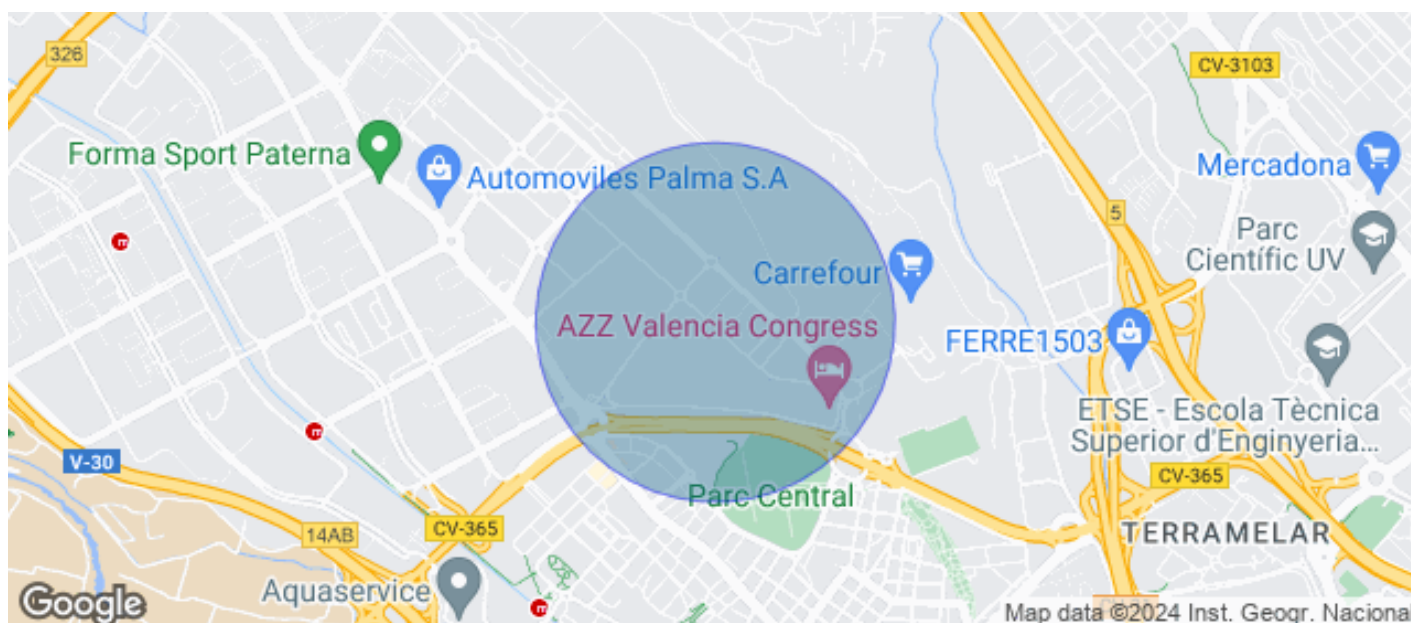 326
CV-3103
Forma Sport Paterna
Automoviles Palma S.A
Mercadona
5
Parc
Científic UV
Carrefour
AZZ Valencia Congress
FERRE1503
ETSE - Escola Tècnica
Superior d'Enginyeria...
V-30
CV-365
Parc Central
14AB
CV-365
TERRAMELAR
Aquaservice
Google
Map data ©2024 Inst. Geogr. Nacional